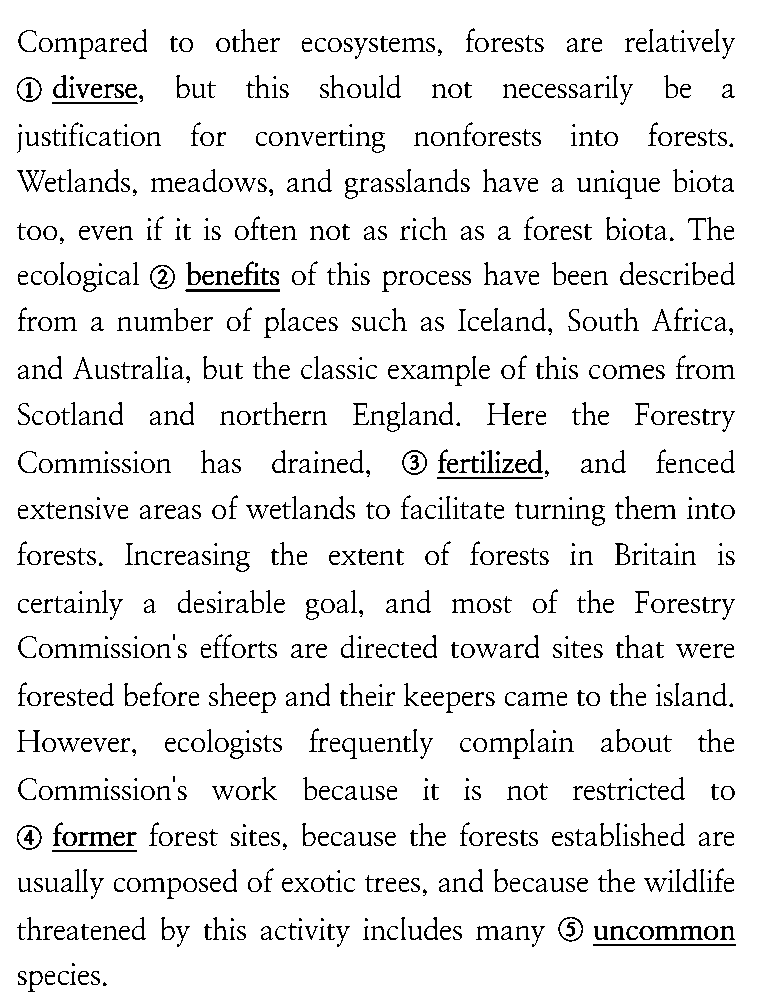 Compared to other ecosystems, forests are relatively
① diverse, but this should not necessarily be a
justification for converting nonforests into forests.
Wetlands, meadows, and grasslands have a unique biota
too, even if it is often not as rich as a forest biota. The
ecological ② benefits of this process have been described
from a number of places such as Iceland, South Africa,
and Australia, but the classic example of this comes from
Scotland and northern England. Here the Forestry
Commission has drained, ③ fertilized, and fenced
extensive areas of wetlands to facilitate turning them into
forests. Increasing the extent of forests in Britain is
certainly a desirable goal, and most of the Forestry
Commission's efforts are directed toward sites that were
forested before sheep and their keepers came to the island.
However, ecologists frequently complain about the
Commission's work because it is not restricted to
④ former forest sites, because the forests established are
usually composed of exotic trees, and because the wildlife
threatened by this activity includes many ⑤ uncommon
species.